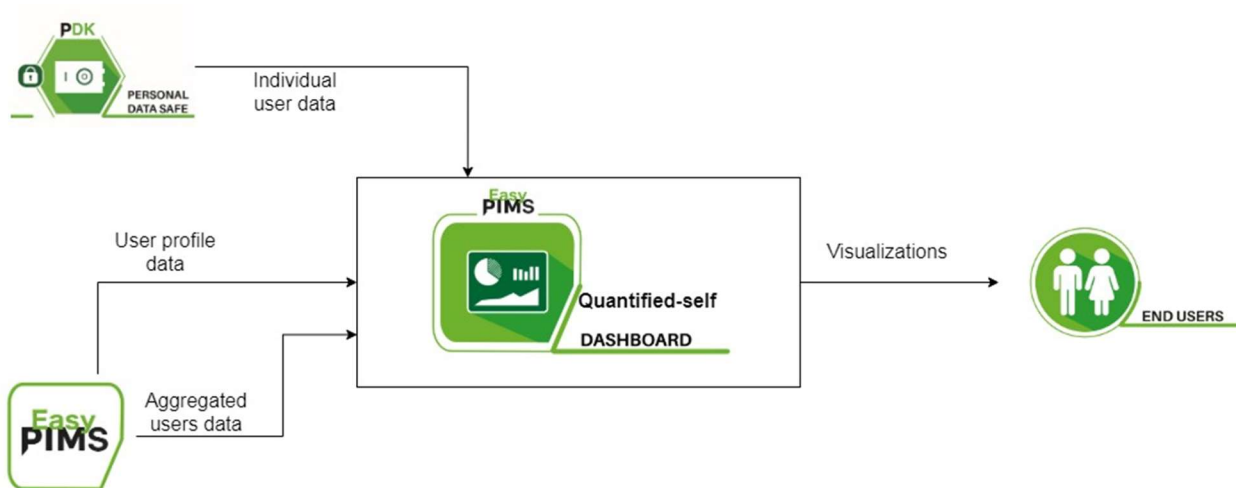 PDK
PERSONAL
DATA SAFE
Individual
user data
Easy
PIMS
User profile
data
Visualizations
Quantified-self
DASHBOARD
END USERS
Aggregated
users data
Easy
PIMS